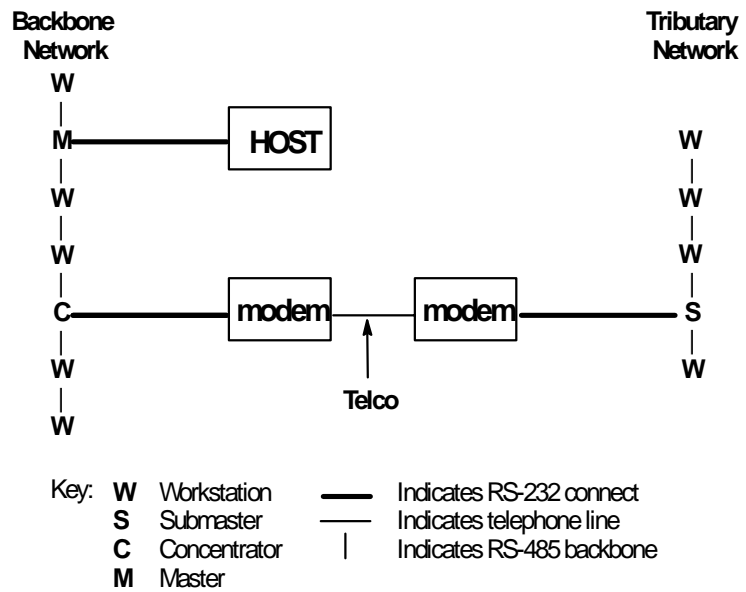 Backbone
Network
Tributary
Network
W
M HOST W
W W
W W
C modem modem S
W W
W
Telco
Key: W Workstation Indicates RS-232 connect
S Submaster Indicates telephone line
C Concentrator Indicates RS-485 backbone
M Master